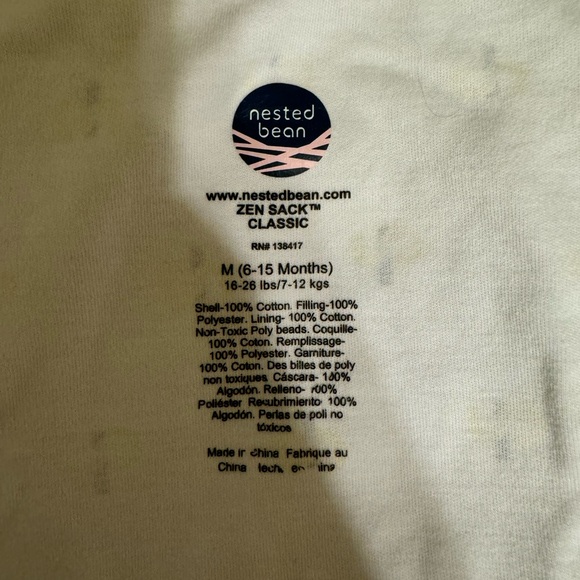 nested
bean
www.nestedbean.com
ZEN SACK™
CLASSIC
RN# 138417
M (6-15 Months)
16-26 lbs/7-12 kgs
Shell-100% Cotton. Filling-100%
Polyester. Lining- 100% Cotton.
Non-Toxic Poly beads. Coquille-
100% Coton. Remplissage-
100% Polyester. Garniture-
100% Coton. Des billes de poly
non toxiques. Cáscara- 100%
Algodón. Relleno- 100%
Poliéster Recubrimiento 100%
Algodón. Perlas de poli no
tóxicos
Made in China Fabrique au
China